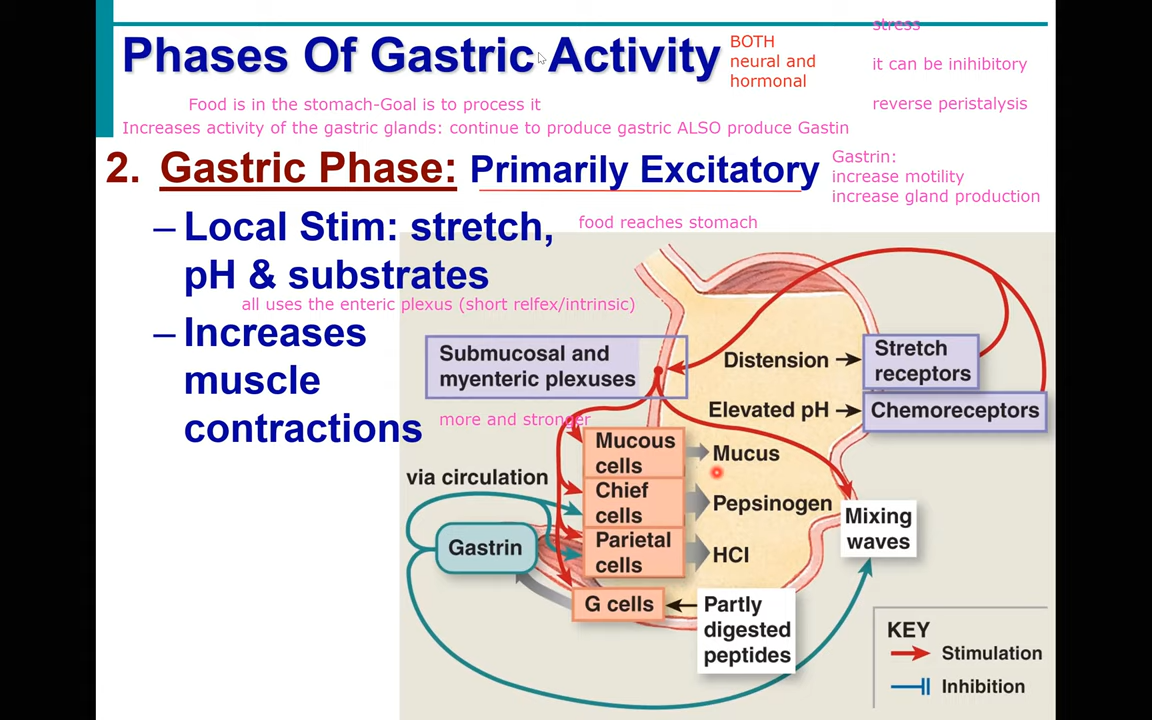 stress
Phases Of Gastric Activity
BOTH
neural and
hormonal
it can be inihibitory
reverse peristalysis
Food is in the stomach-Goal is to process it
Increases activity of the gastric glands: continue to produce gastric ALSO produce Gastin
2. Gastric Phase: Primarily Excitatory
Gastrin:
increase motility
increase gland production
– Local Stim: stretch,
pH & substrates
food reaches stomach
all uses the enteric plexus (short relfex/intrinsic)
– Increases
muscle
contractions
more and stronger
Submucosal and
myenteric plexuses
Distension
Stretch
receptors
Elevated pH
Chemoreceptors
Mucous
cells
Mucus
via circulation
Chief
cells
Pepsinogen
Mixing
waves
Gastrin
Parietal
cells
HCl
G cells
Partly
digested
peptides
KEY
Stimulation
Inhibition